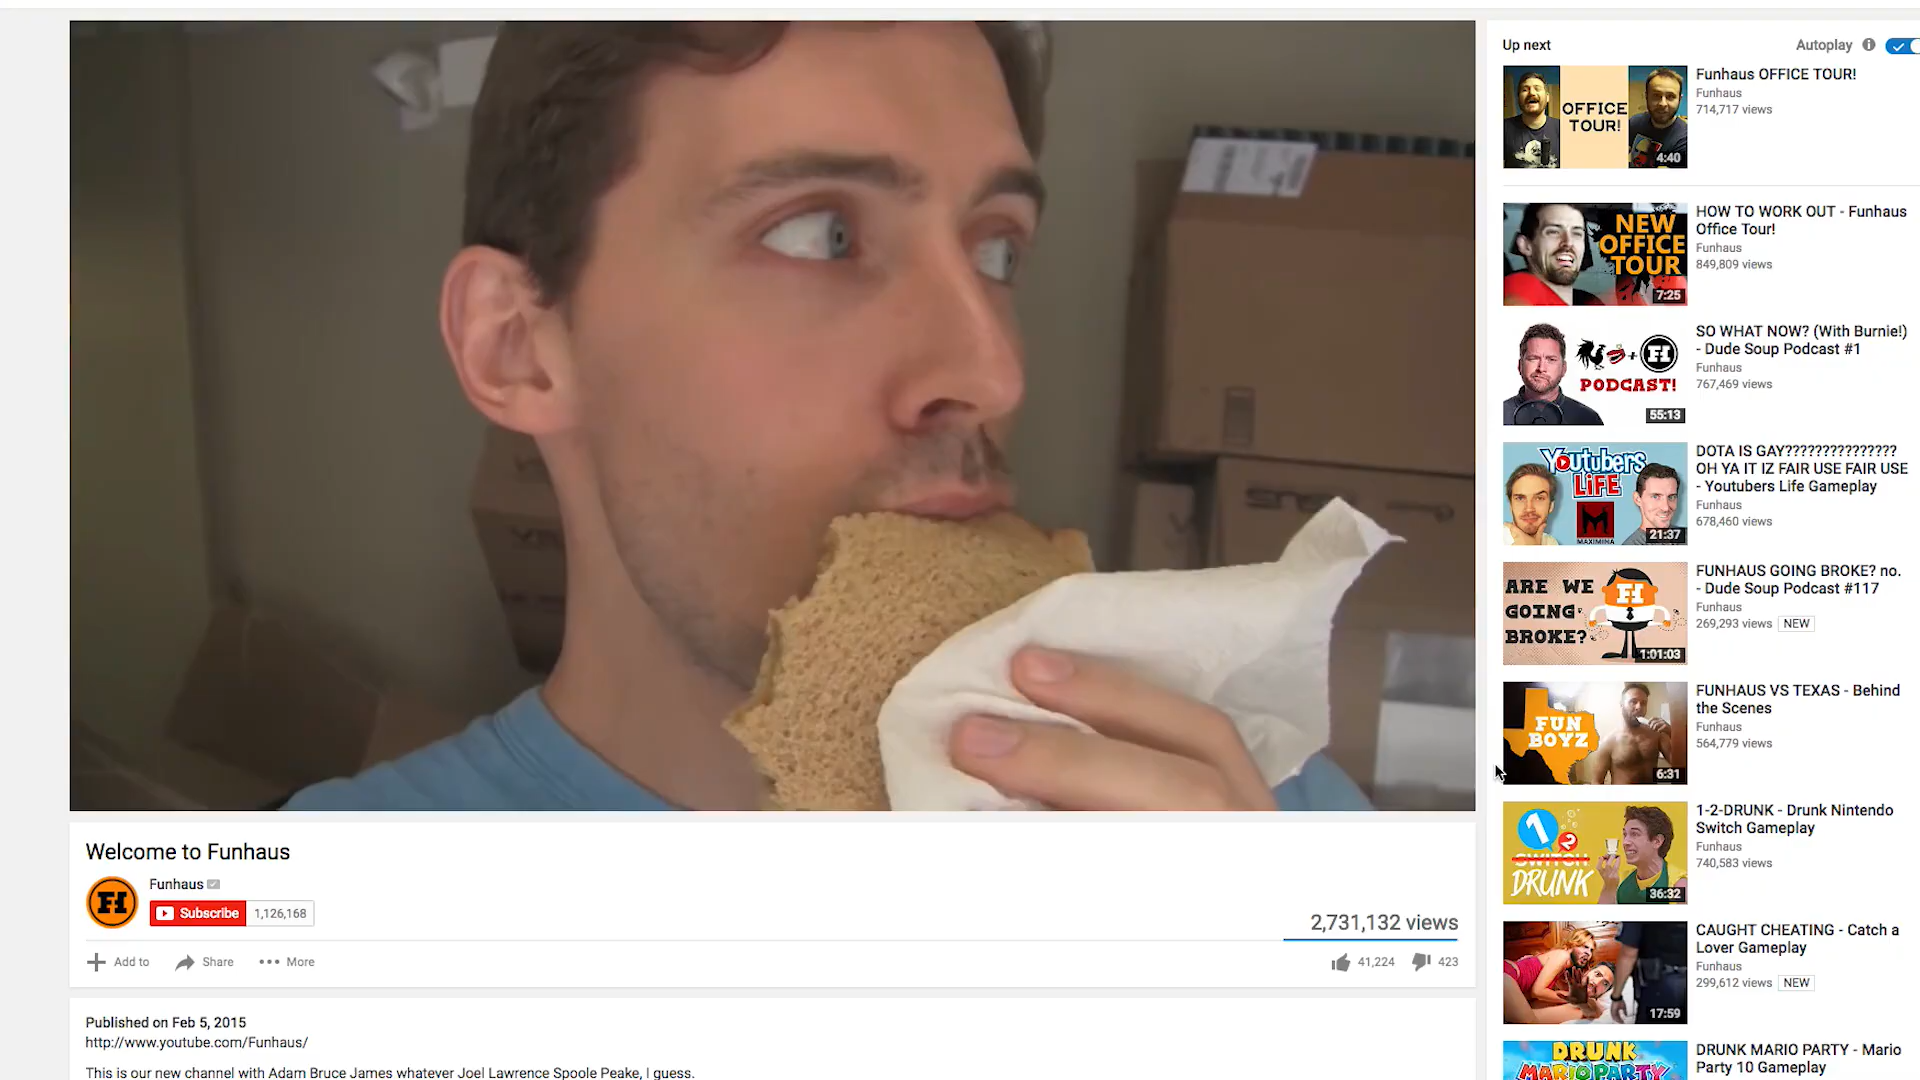 Welcome to Funhaus
FH
Funhaus
Subscribe 1,126,168
2,731,132 views
Add to Share More
41,224 423
Published on Feb 5, 2015
http://www.youtube.com/Funhaus/
This is our new channel with Adam Bruce James whatever Joel Lawrence Spoole Peake, I guess.
Up next
Autoplay
OFFICE
TOUR!
4:40
Funhaus OFFICE TOUR!
Funhaus
714,717 views
NEW
OFFICE
TOUR
7:25
HOW TO WORK OUT - Funhaus
Office Tour!
Funhaus
849,809 views
PODCAST!
55:13
SO WHAT NOW? (With Burnie!)
- Dude Soup Podcast #1
Funhaus
767,469 views
YouTubers
LiFE
MAXIMINA
21:37
DOTA IS GAY???????????????
OH YA IT IZ FAIR USE FAIR USE
- Youtubers Life Gameplay
Funhaus
678,460 views
ARE WE
GOING
BROKE?
1:01:03
FUNHAUS GOING BROKE? no.
- Dude Soup Podcast #117
Funhaus
269,293 views NEW
FUN
BOYZ
6:31
FUNHAUS VS TEXAS - Behind
the Scenes
Funhaus
564,779 views
1
2
SWITCH
DRUNK
36:32
1-2-DRUNK - Drunk Nintendo
Switch Gameplay
Funhaus
740,583 views
17:59
CAUGHT CHEATING - Catch a
Lover Gameplay
Funhaus
299,612 views NEW
DRUNK
MARIO PARTY
DRUNK MARIO PARTY - Mario
Party 10 Gameplay